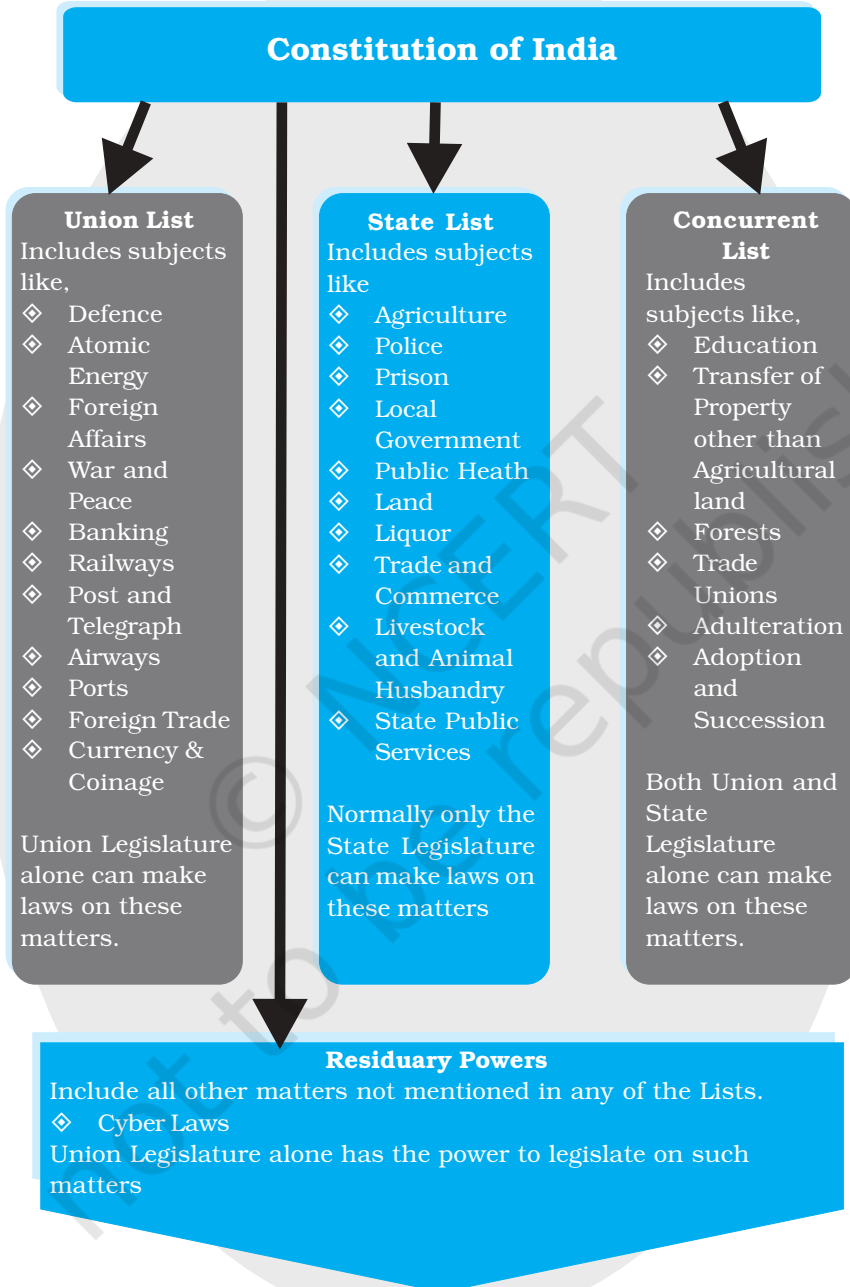 Constitution of India
Union List
Includes subjects
like,
Defence
Atomic
Energy
Foreign
Affairs
War and
Peace
Banking
Railways
Post and
Telegraph
Airways
Ports
Foreign Trade
Currency &
Coinage
Union Legislature
alone can make
laws on these
matters.
State List
Includes subjects
like
Agriculture
Police
Prison
Local
Government
Public Heath
Land
Liquor
Trade and
Commerce
Livestock
and Animal
Husbandry
State Public
Services
Normally only the
State Legislature
can make laws on
these matters
Concurrent
List
Includes
subjects like,
Education
Transfer of
Property
other than
Agricultural
land
Forests
Trade
Unions
Adulteration
Adoption
and
Succession
Both Union and
State
Legislature
alone can make
laws on these
matters.
Residuary Powers
Include all other matters not mentioned in any of the Lists.
Cyber Laws
Union Legislature alone has the power to legislate on such
matters
© NCERT
not to be republish